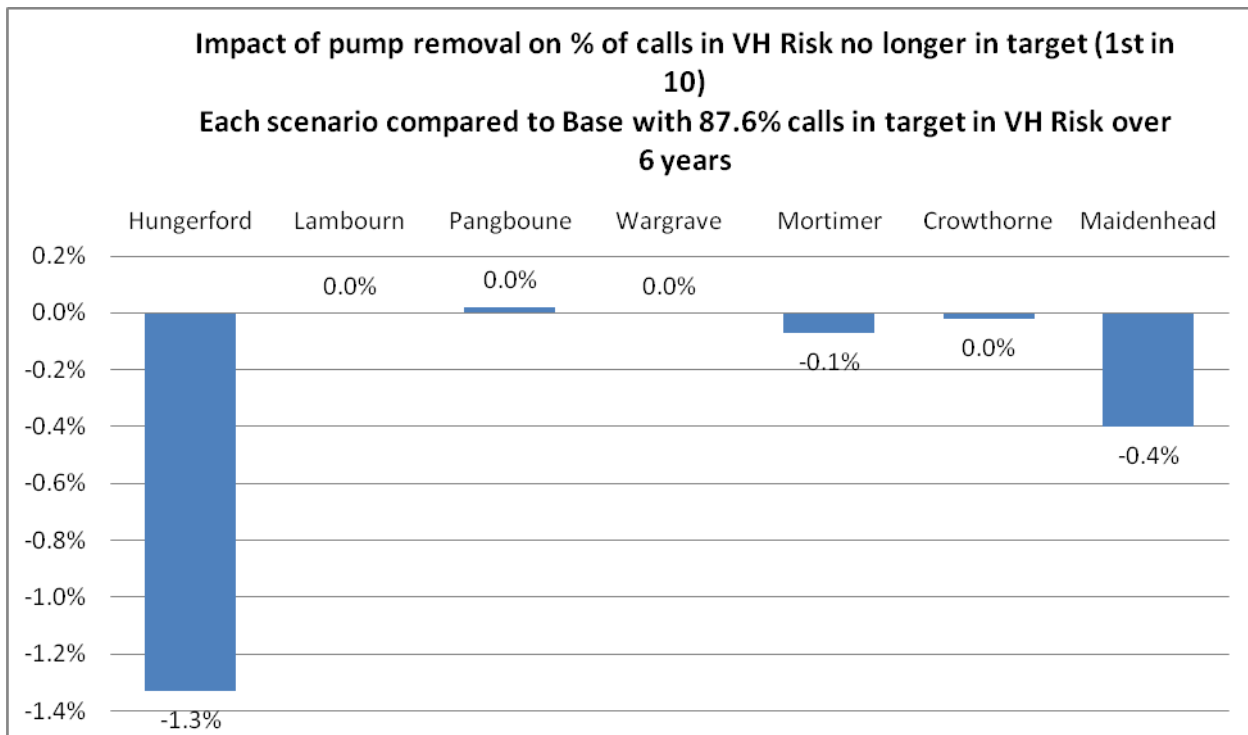 Impact of pump removal on % of calls in VH Risk no longer in target (1st in
10)
Each scenario compared to Base with 87.6% calls in target in VH Risk over
6 years
Hungerford Lambourn Pangboune Wargrave Mortimer Crowthorne Maidenhead
0.2%
0.0% 0.0% 0.0%
0.0%
-0.1% 0.0%
-0.2%
-0.4%
-0.4%
-0.6%
-0.8%
-1.0%
-1.2%
-1.4%
-1.3%